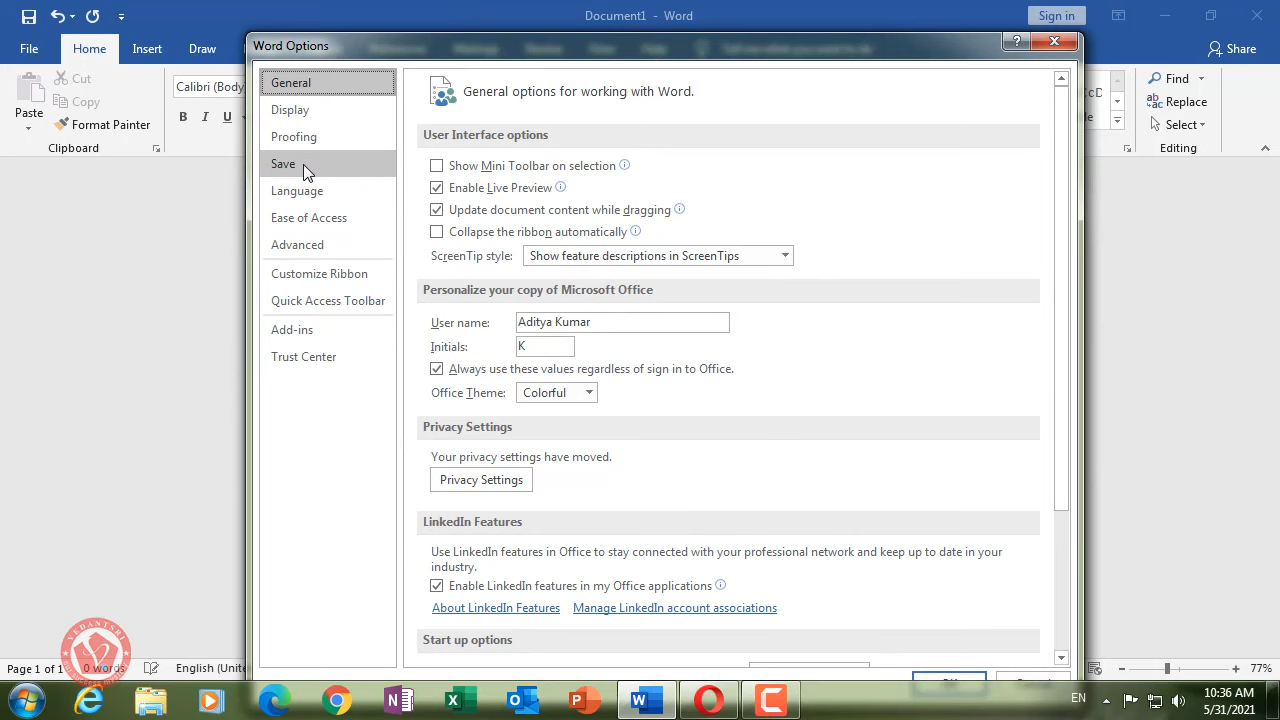 Document1 - Word
Sign in
File
Home
Insert
Draw
Share
Word Options
Cut
Copy
Paste
Format Painter
Clipboard
Calibri (Body
B I U
Find
Replace
Select
Editing
General
Display
Proofing
Save
Language
Ease of Access
Advanced
Customize Ribbon
Quick Access Toolbar
Add-ins
Trust Center
General options for working with Word.
User Interface options
Show Mini Toolbar on selection
Enable Live Preview
Update document content while dragging
Collapse the ribbon automatically
ScreenTip style: Show feature descriptions in ScreenTips
Personalize your copy of Microsoft Office
User name: Aditya Kumar
Initials: K
Always use these values regardless of sign in to Office.
Office Theme: Colorful
Privacy Settings
Your privacy settings have moved.
Privacy Settings
LinkedIn Features
Use LinkedIn features in Office to stay connected with your professional network and keep up to date in your
industry.
Enable LinkedIn features in my Office applications
About LinkedIn Features Manage LinkedIn account associations
Start up options
VEDANTSRI
Page 1 of 1 0 words English (Unite
77%
EN
10:36 AM
5/31/2021